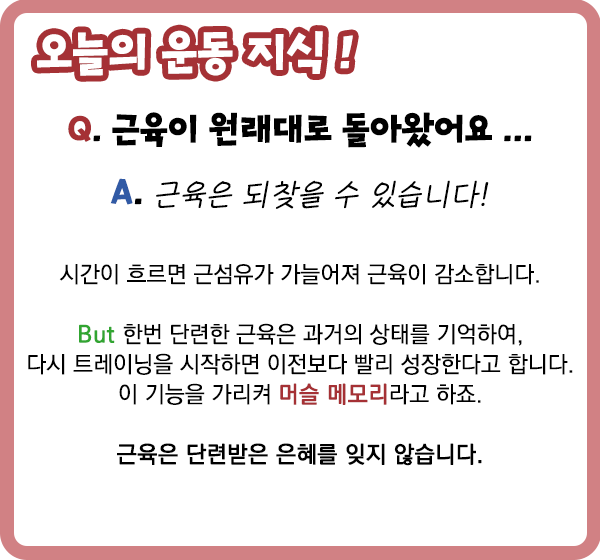 오늘의 운동 지식 !
Q. 근육이 원래대로 돌아왔어요 ...
A. 근육은 되찾을 수 있습니다!
시간이 흐르면 근섬유가 가늘어져 근육이 감소합니다.
But 한번 단련한 근육은 과거의 상태를 기억하여,
다시 트레이닝을 시작하면 이전보다 빨리 성장한다고 합니다.
이 기능을 가리켜 머슬 메모리라고 하죠.
근육은 단련받은 은혜를 잊지 않습니다.